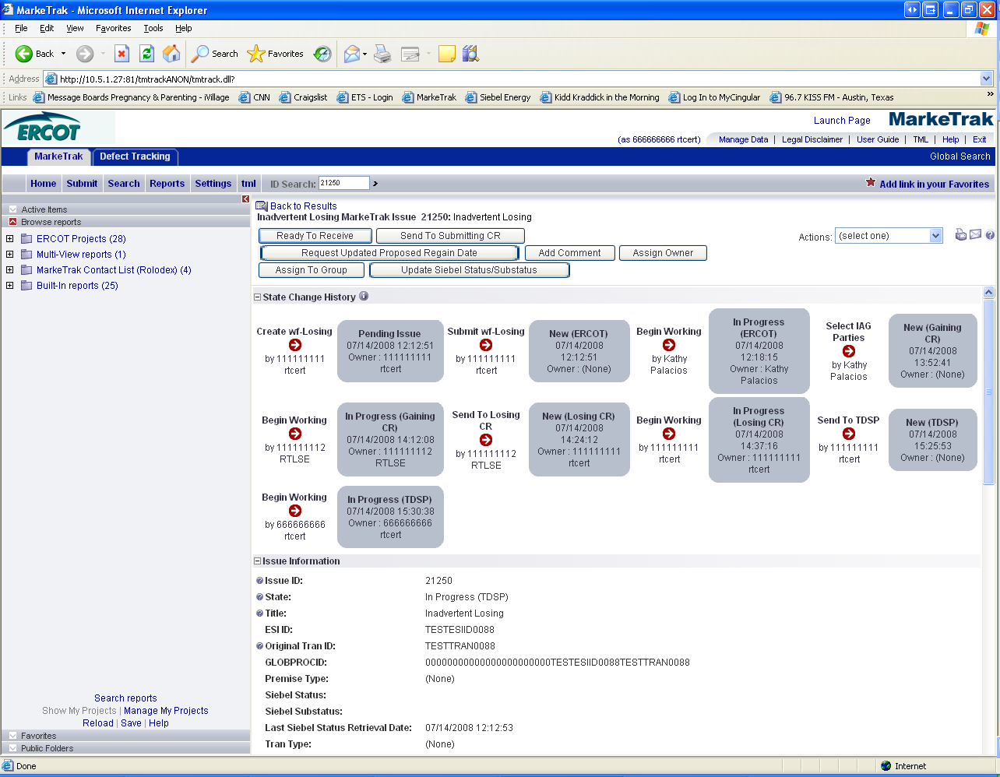 MarkeTrak - Microsoft Internet Explorer
File Edit View Favorites Tools Help
Back Search Favorites
Address http://10.5.1.27:81/tmtrackANON/tmtrack.dll?
Links Message Boards Pregnancy & Parenting - iVillage CNN Craigslist ETS - Login MarkeTrak Siebel Energy Kidd Kraddick in the Morning Log In to MyCingular 96.7 KISS FM - Austin, Texas »
ERCOT
Launch Page MarkeTrak
(as 666666666 rtcert) Manage Data | Legal Disclaimer | User Guide | TML | Help | Exit
MarkeTrak Defect Tracking Global Search
Home Submit Search Reports Settings tml ID Search: 21250 Add link in your Favorites
Active Items
Browse reports
ERCOT Projects (28)
Multi-View reports (1)
MarkeTrak Contact List (Rolodex) (4)
Built-In reports (25)
Search reports
Show My Projects | Manage My Projects
Reload | Save | Help
Favorites
Public Folders
Back to Results
Inadvertent Losing MarkeTrak Issue 21250: Inadvertent Losing
Ready To Receive Send To Submitting CR
Request Updated Proposed Regain Date Add Comment Assign Owner
Assign To Group Update Siebel Status/Substatus
Actions: (select one)
State Change History
Create wf-Losing
by 111111111
rtcert
Pending Issue
07/14/2008 12:12:51
Owner : 111111111
rtcert
Submit wf-Losing
by 111111111
rtcert
New (ERCOT)
07/14/2008
12:12:51
Owner : (None)
Begin Working
by Kathy
Palacios
In Progress
(ERCOT)
07/14/2008
12:18:15
Owner : Kathy
Palacios
Select IAG
Parties
by Kathy
Palacios
New (Gaining
CR)
07/14/2008
13:52:41
Owner : (None)
Begin Working
by 111111112
RTLSE
In Progress (Gaining
CR)
07/14/2008 14:12:08
Owner : 111111112
RTLSE
Send To Losing
CR
by 111111112
RTLSE
New (Losing CR)
07/14/2008
14:24:12
Owner : 111111111
rtcert
Begin Working
by 111111111
rtcert
In Progress
(Losing CR)
07/14/2008
14:37:16
Owner : 111111111
rtcert
Send To TDSP
by 111111111
rtcert
New (TDSP)
07/14/2008
15:25:53
Owner : (None)
Begin Working
by 666666666
rtcert
In Progress (TDSP)
07/14/2008 15:30:38
Owner : 666666666
rtcert
Issue Information
Issue ID: 21250
State: In Progress (TDSP)
Title: Inadvertent Losing
ESI ID: TESTESIID0088
Original Tran ID: TESTTRAN0088
GLOBPROCID: 00000000000000000000000TESTESIID0088TESTTRAN0088
Premise Type: (None)
Siebel Status:
Siebel Substatus:
Last Siebel Status Retrieval Date: 07/14/2008 12:12:53
Tran Type: (None)
Done Internet